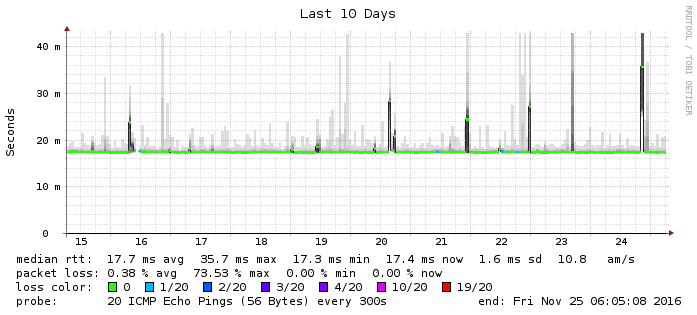 Last 10 Days
RRDTOOL / TOBI OETIKER
Seconds
40 m
30 m
20 m
10 m
0
15 16 17 18 19 20 21 22 23 24
median rtt: 17.7 ms avg 35.7 ms max 17.3 ms min 17.4 ms now 1.6 ms sd 10.8 am/s
packet loss: 0.38 % avg 73.53 % max 0.00 % min 0.00 % now
loss color: 0 1/20 2/20 3/20 4/20 10/20 19/20
probe: 20 ICMP Echo Pings (56 Bytes) every 300s end: Fri Nov 25 06:05:08 2016